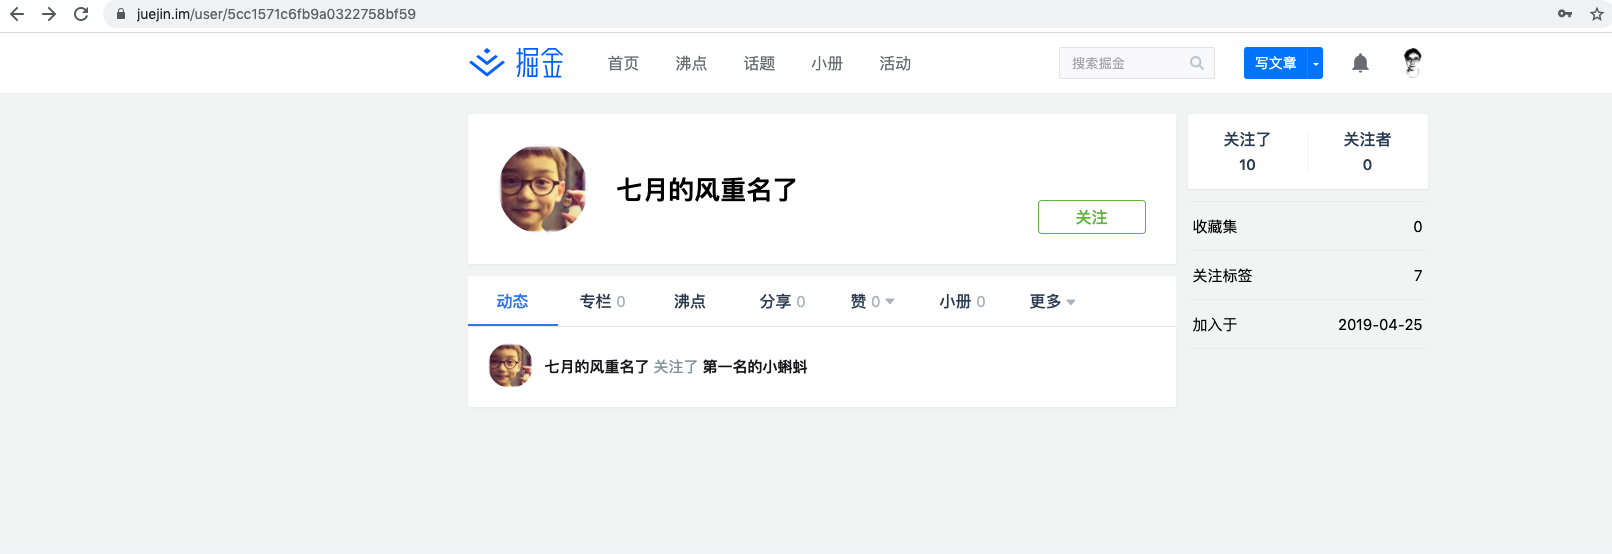 juejin.im/user/5cc1571c6fb9a0322758bf59
掘金 首页 沸点 话题 小册 活动 搜索掘金 写文章
七月的风重名了
关注
关注了 关注者
10 0
收藏集 0
关注标签 7
加入于 2019-04-25
动态 专栏 0 沸点 分享 0 赞 0 小册 0 更多
七月的风重名了 关注了 第一名的小蝌蚪